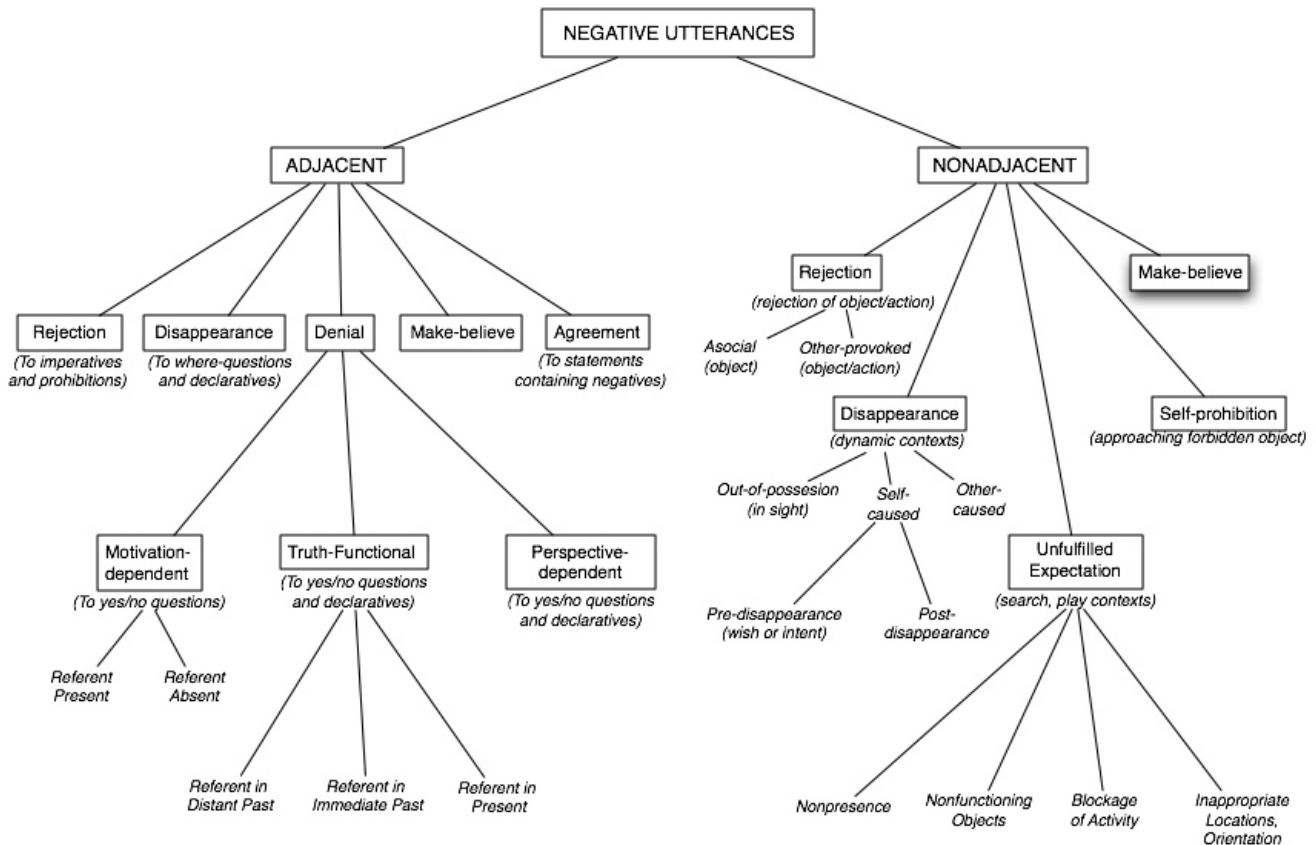 NEGATIVE UTTERANCES
ADJACENT
NONADJACENT
Rejection
(To imperatives
and prohibitions)
Disappearance
(To where-questions
and declaratives)
Denial
Make-believe
Agreement
(To statements
containing negatives)
Rejection
(rejection of object/action)
Asocial
(object)
Other-provoked
(object/action)
Make-believe
Disappearance
(dynamic contexts)
Self-prohibition
(approaching forbidden object)
Out-of-possesion
(in sight)
Self-
caused
Other-
caused
Motivation-
dependent
(To yes/no questions)
Truth-Functional
(To yes/no questions
and declaratives)
Perspective-
dependent
(To yes/no questions
and declaratives)
Unfulfilled
Expectation
(search, play contexts)
Pre-disappearance
(wish or intent)
Post-
disappearance
Referent
Present
Referent
Absent
Referent in
Distant Past
Referent in
Immediate Past
Referent in
Present
Nonpresence
Nonfunctioning
Objects
Blockage
of Activity
Inappropriate
Locations,
Orientation